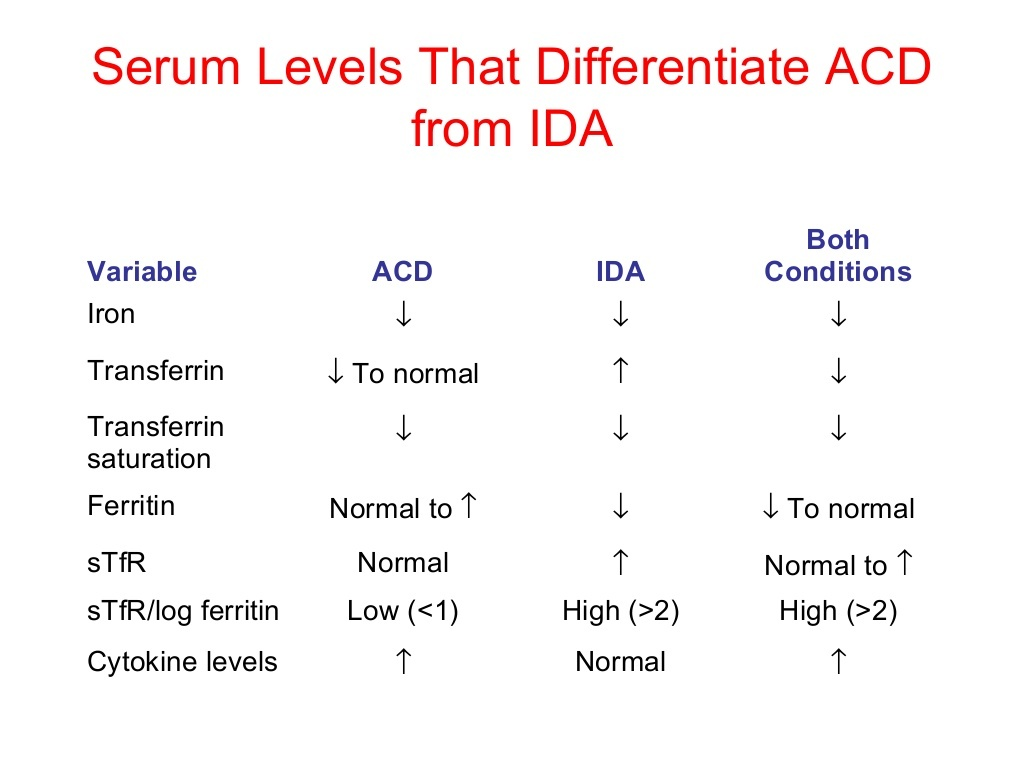 Serum Levels That Differentiate ACD
from IDA
Both
Variable ACD IDA Conditions
Iron ↓ ↓ ↓
Transferrin ↓ To normal ↑ ↓
Transferrin ↓ ↓ ↓
saturation
Ferritin Normal to ↑ ↓ ↓ To normal
sTfR Normal ↑ Normal to ↑
sTfR/log ferritin Low (<1) High (>2) High (>2)
Cytokine levels ↑ Normal ↑